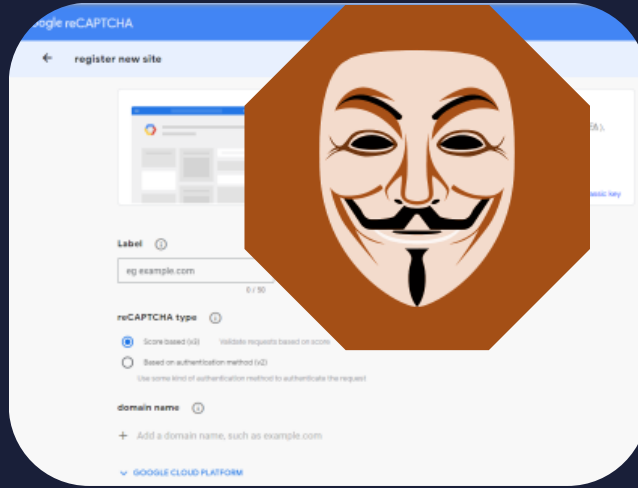 ogle reCAPTCHA
register new site
assic key
Label
eg example.com
0 / 50
reCAPTCHA type
Score based (v3) Validate requests based on score
Based on authentication method (v2)
Use some kind of authentication method to authenticate the request
domain name
+ Add a domain name, such as example.com
GOOGLE CLOUD PLATFORM